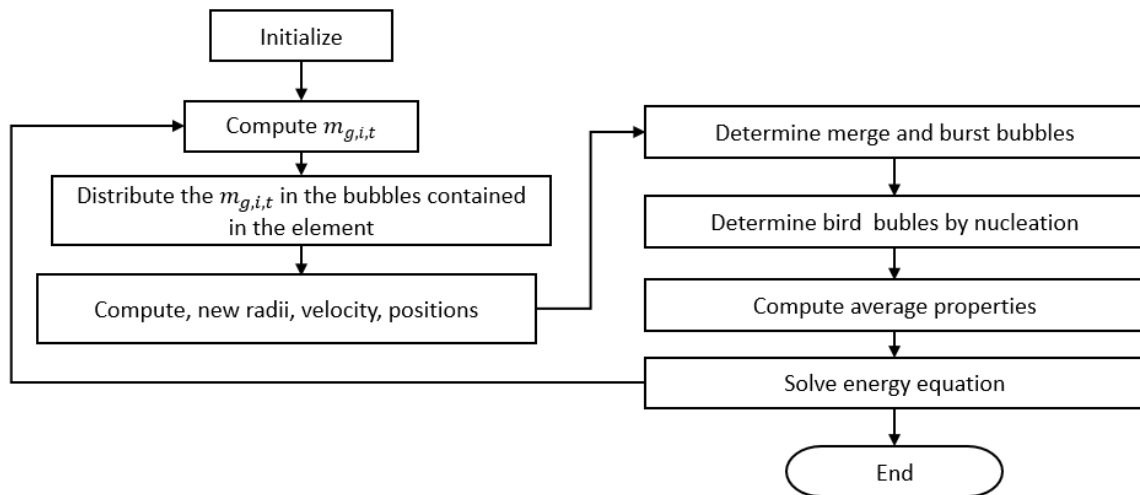 Initialize
Compute m_{g,i,t}
Distribute the m_{g,i,t} in the bubbles contained
in the element
Compute, new radii, velocity, positions
Determine merge and burst bubbles
Determine bird  bubles by nucleation
Compute average properties
Solve energy equation
End